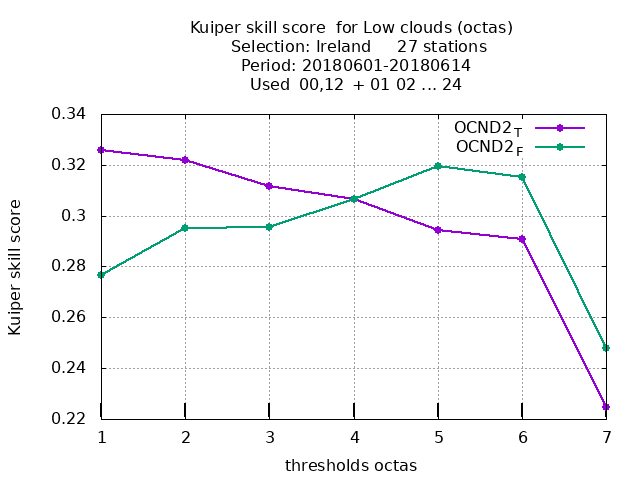 Kuiper skill score  for Low clouds (octas)
Selection: Ireland     27 stations
Period: 20180601-20180614
Used  00,12  + 01 02 ... 24
0.34
0.32
0.3
0.28
0.26
0.24
0.22
Kuiper skill score
OCND2T
OCND2F
1 2 3 4 5 6 7
thresholds octas